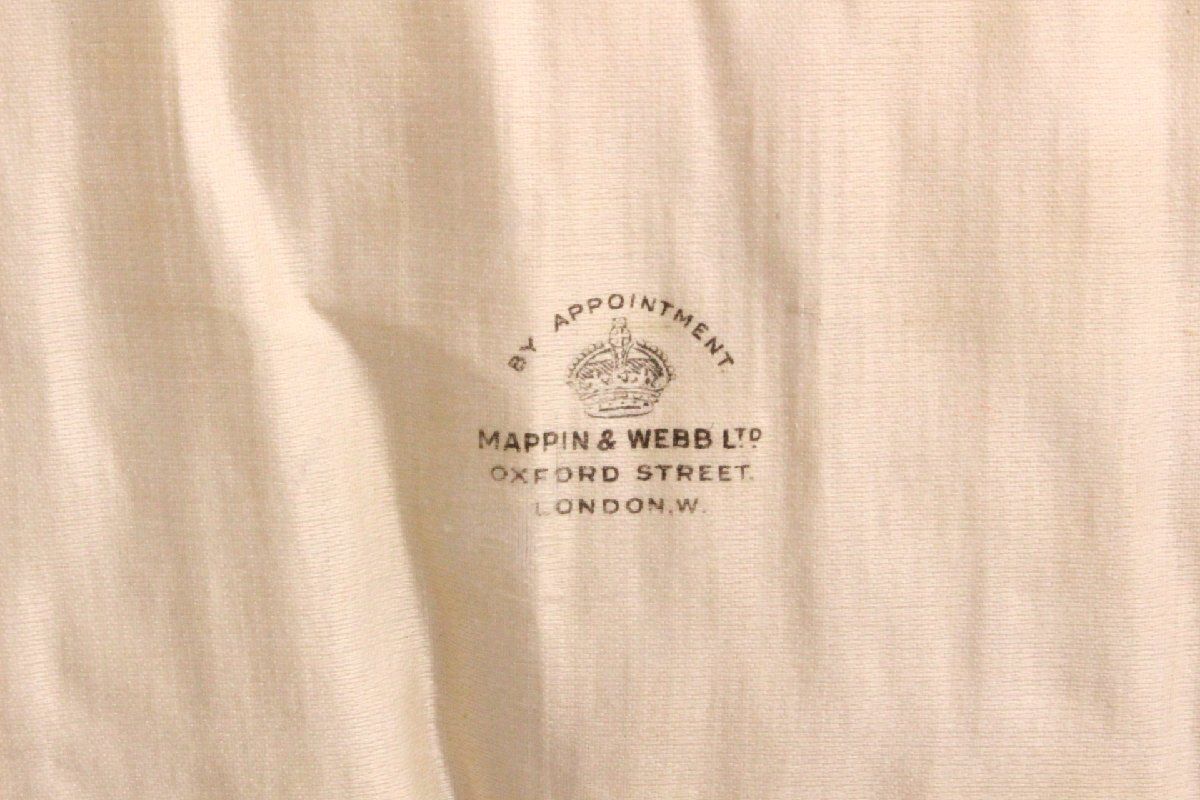 BY APPOINTMENT
MAPPIN & WEBB LTD
OXFORD STREET.
LONDON.W.